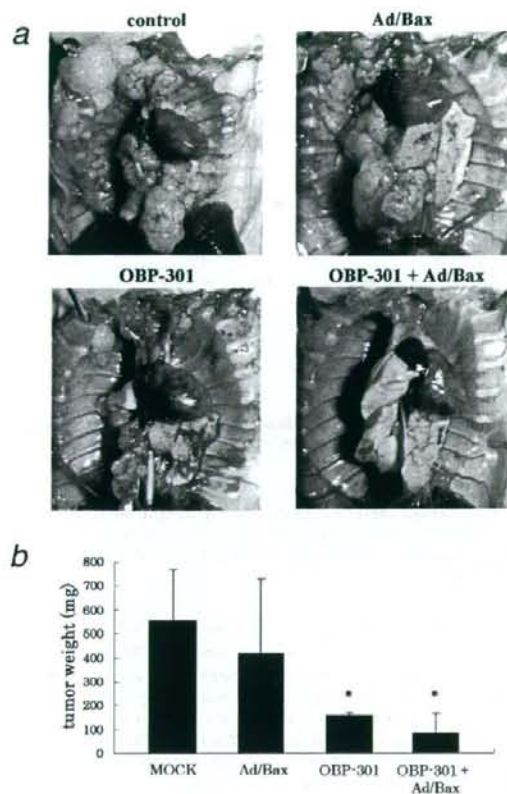 a
control
Ad/Bax
OBP-301
OBP-301 + Ad/Bax
b
tumor weight (mg)
800
700
600
500
400
300
200
100
0
*
*
MOCK
Ad/Bax
OBP-301
OBP-301 +
Ad/Bax